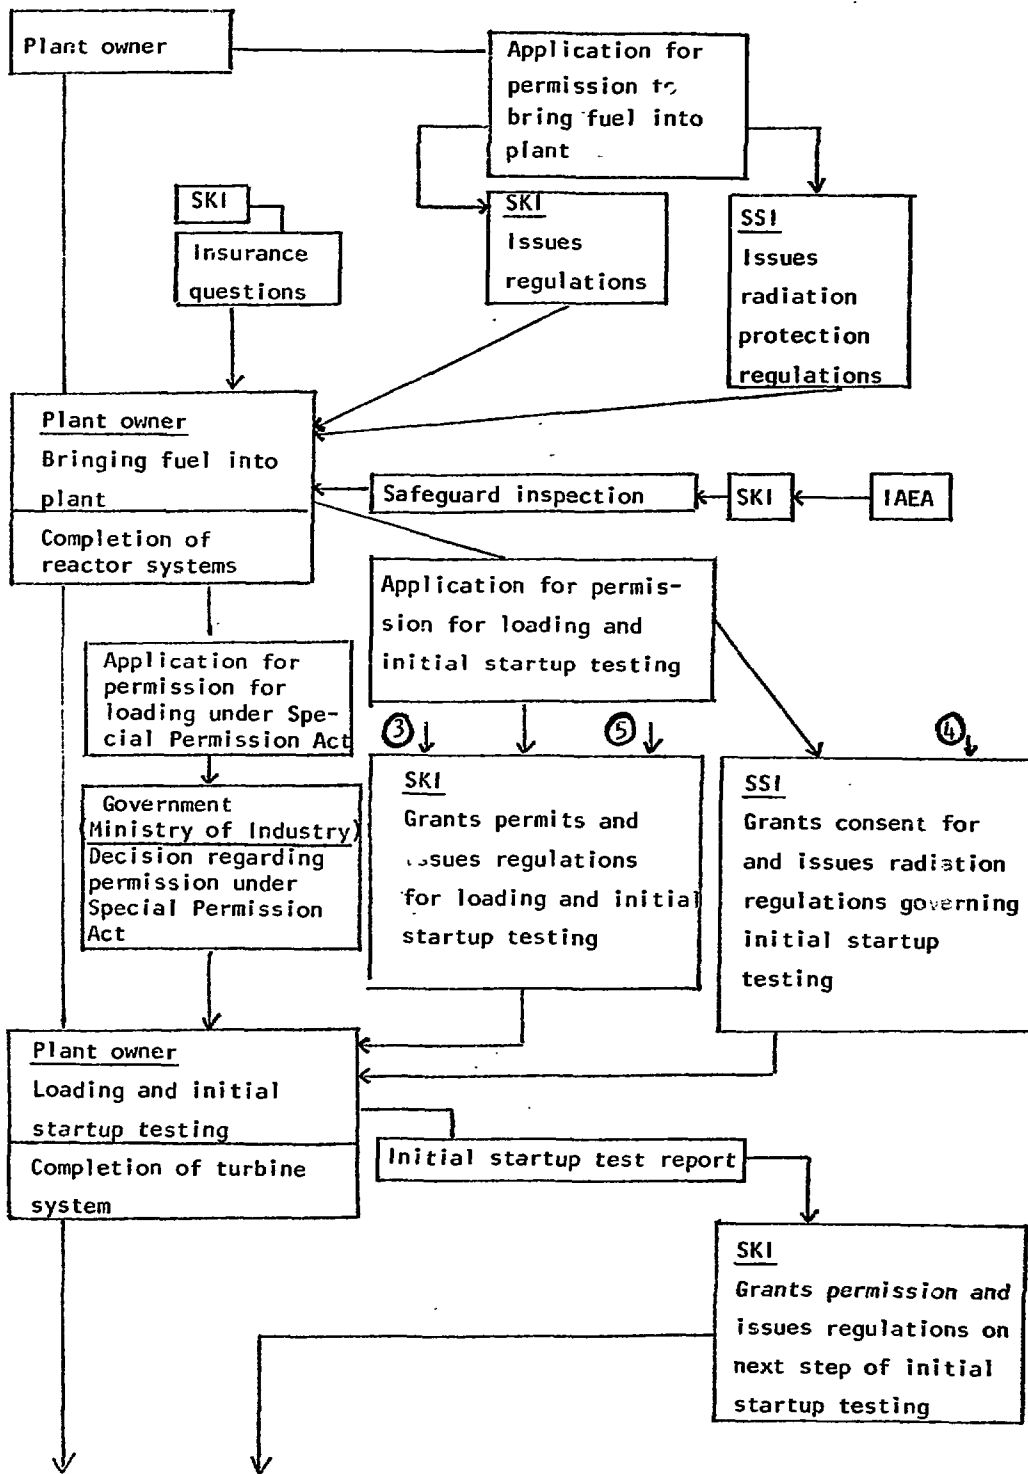 Plant owner
Application for
permission to
bring fuel into
plant
SKI
Insurance
questions
SKI
Issues
regulations
SSI
Issues
radiation
protection
regulations
Plant owner
Bringing fuel into
plant
Completion of
reactor systems
Safeguard inspection
SKI
IAEA
Application for permis-
sion for loading and
initial startup testing
Application for
permission for
loading under Spe-
cial Permission Act
3
5
4
Government
(Ministry of Industry)
Decision regarding
permission under
Special Permission
Act
SKI
Grants permits and
issues regulations
for loading and initial
startup testing
SSI
Grants consent for
and issues radiation
regulations governing
initial startup
testing
Plant owner
Loading and initial
startup testing
Completion of turbine
system
Initial startup test report
SKI
Grants permission and
issues regulations on
next step of initial
startup testing